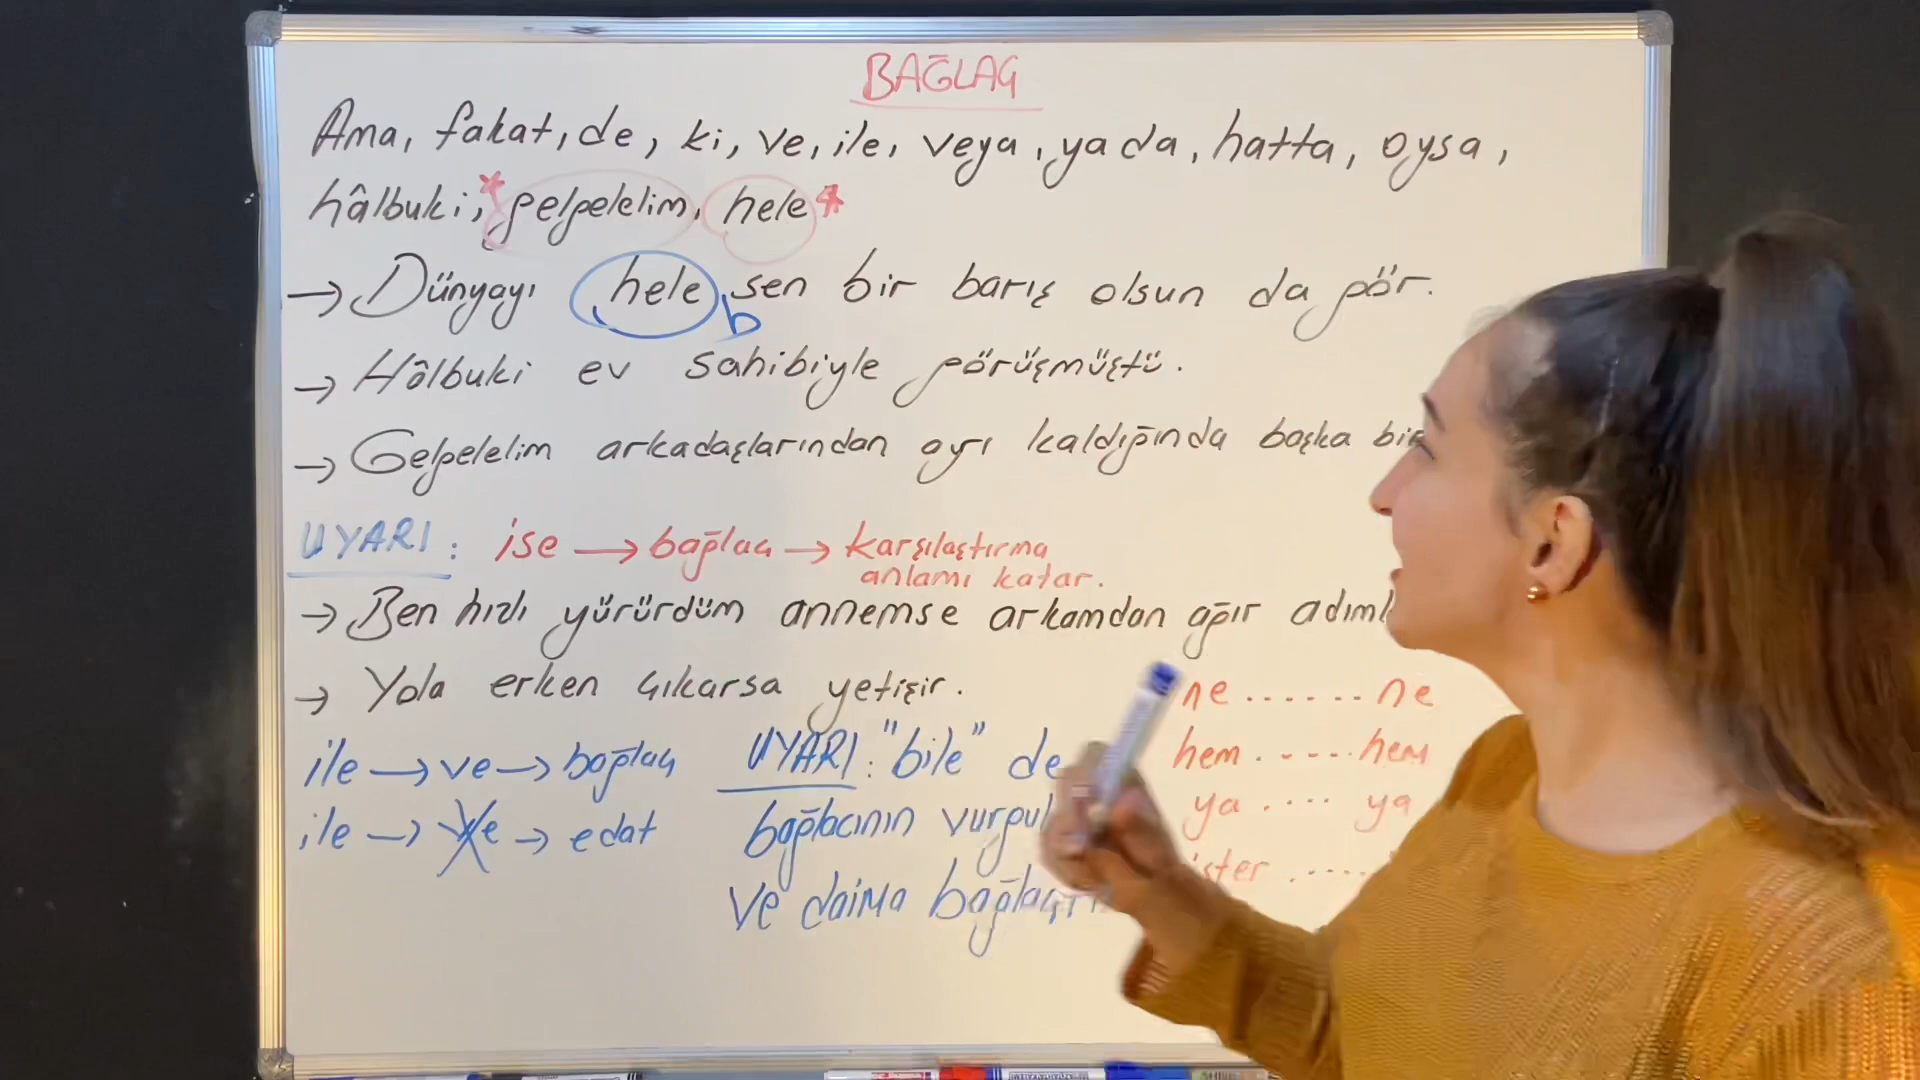 BAĞLAÇ
Ama, fakat, de, ki, ve, ile, veya, ya da, hatta, oysa,
hâlbuki, * gelgelelim, hele *
→ Dünyayı hele sen bir barış olsun da gör.
b
→ Hâlbuki ev sahibiyle görüşmüştü.
→ Gelgelelim arkadaşlarından ayrı kaldığında başka bir
UYARI : ise → bağlaç → karşılaştırma
anlamı katar.
→ Ben hızlı yürürdüm annemse arkamdan ağır adıml
→ Yola erken çıkarsa yetişir.
ne ...... ne
hem ..... hem
ya .... ya
ister .....
ile → ve → bağlaç
ile → ve → edat
UYARI : "bile" de
bağlacının vurgul
ve daima bağlaçtı